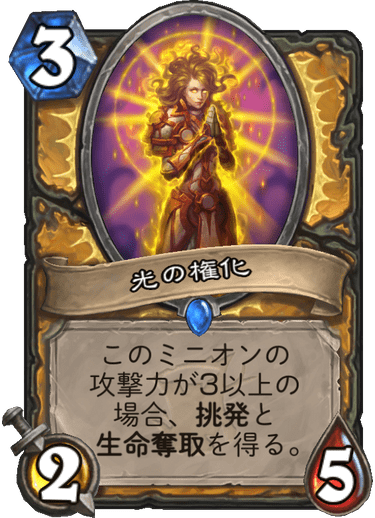 3
光の権化
このミニオンの
攻撃力が3以上の
場合、挑発と
生命奪取を得る。
2
5